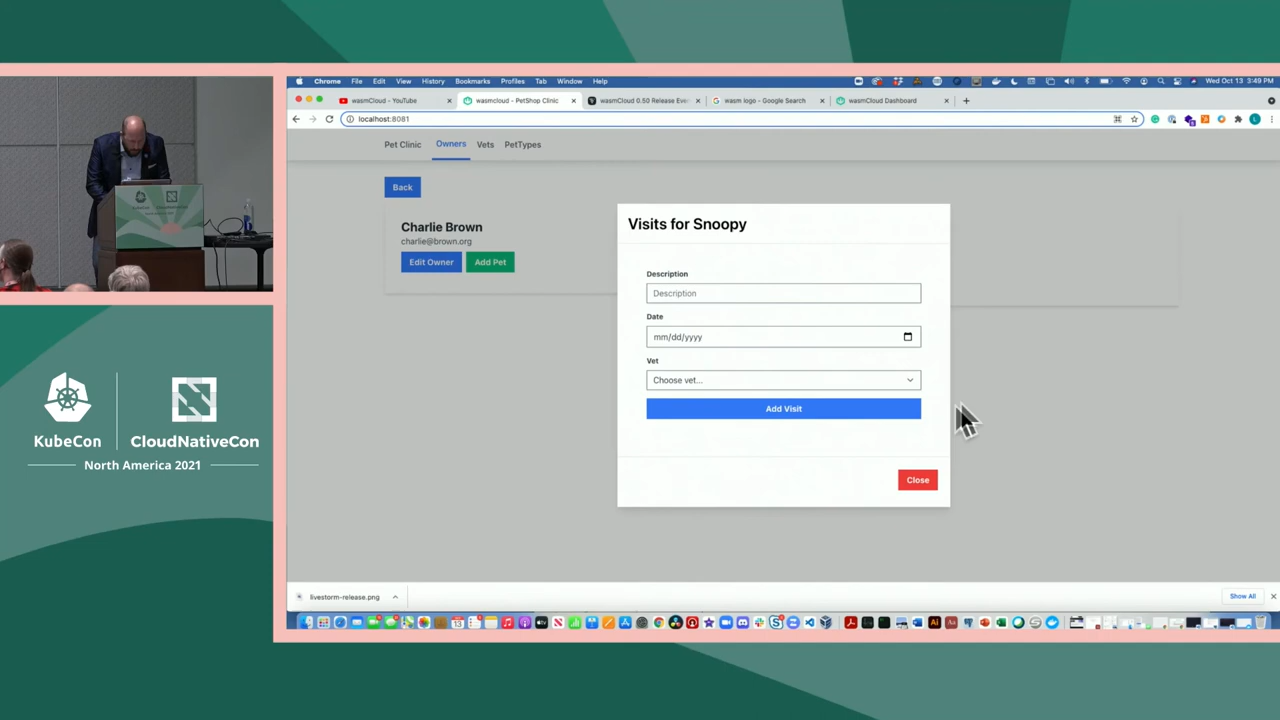 Chrome File Edit View History Bookmarks Profiles Tab Window Help
Wed Oct 13 3:49 PM
wasmCloud - YouTube
wasmcloud - PetShop Clinic
wasmCloud 0.50 Release Eve
wasm logo - Google Search
wasmCloud Dashboard
localhost:8081
Pet Clinic Owners Vets PetTypes
Back
Charlie Brown
charlie@brown.org
Edit Owner Add Pet
Visits for Snoopy
Description
Description
Date
mm/dd/yyyy
Vet
Choose vet...
Add Visit
Close
livestorm-release.png
Show All
KubeCon CloudNativeCon
North America 2021